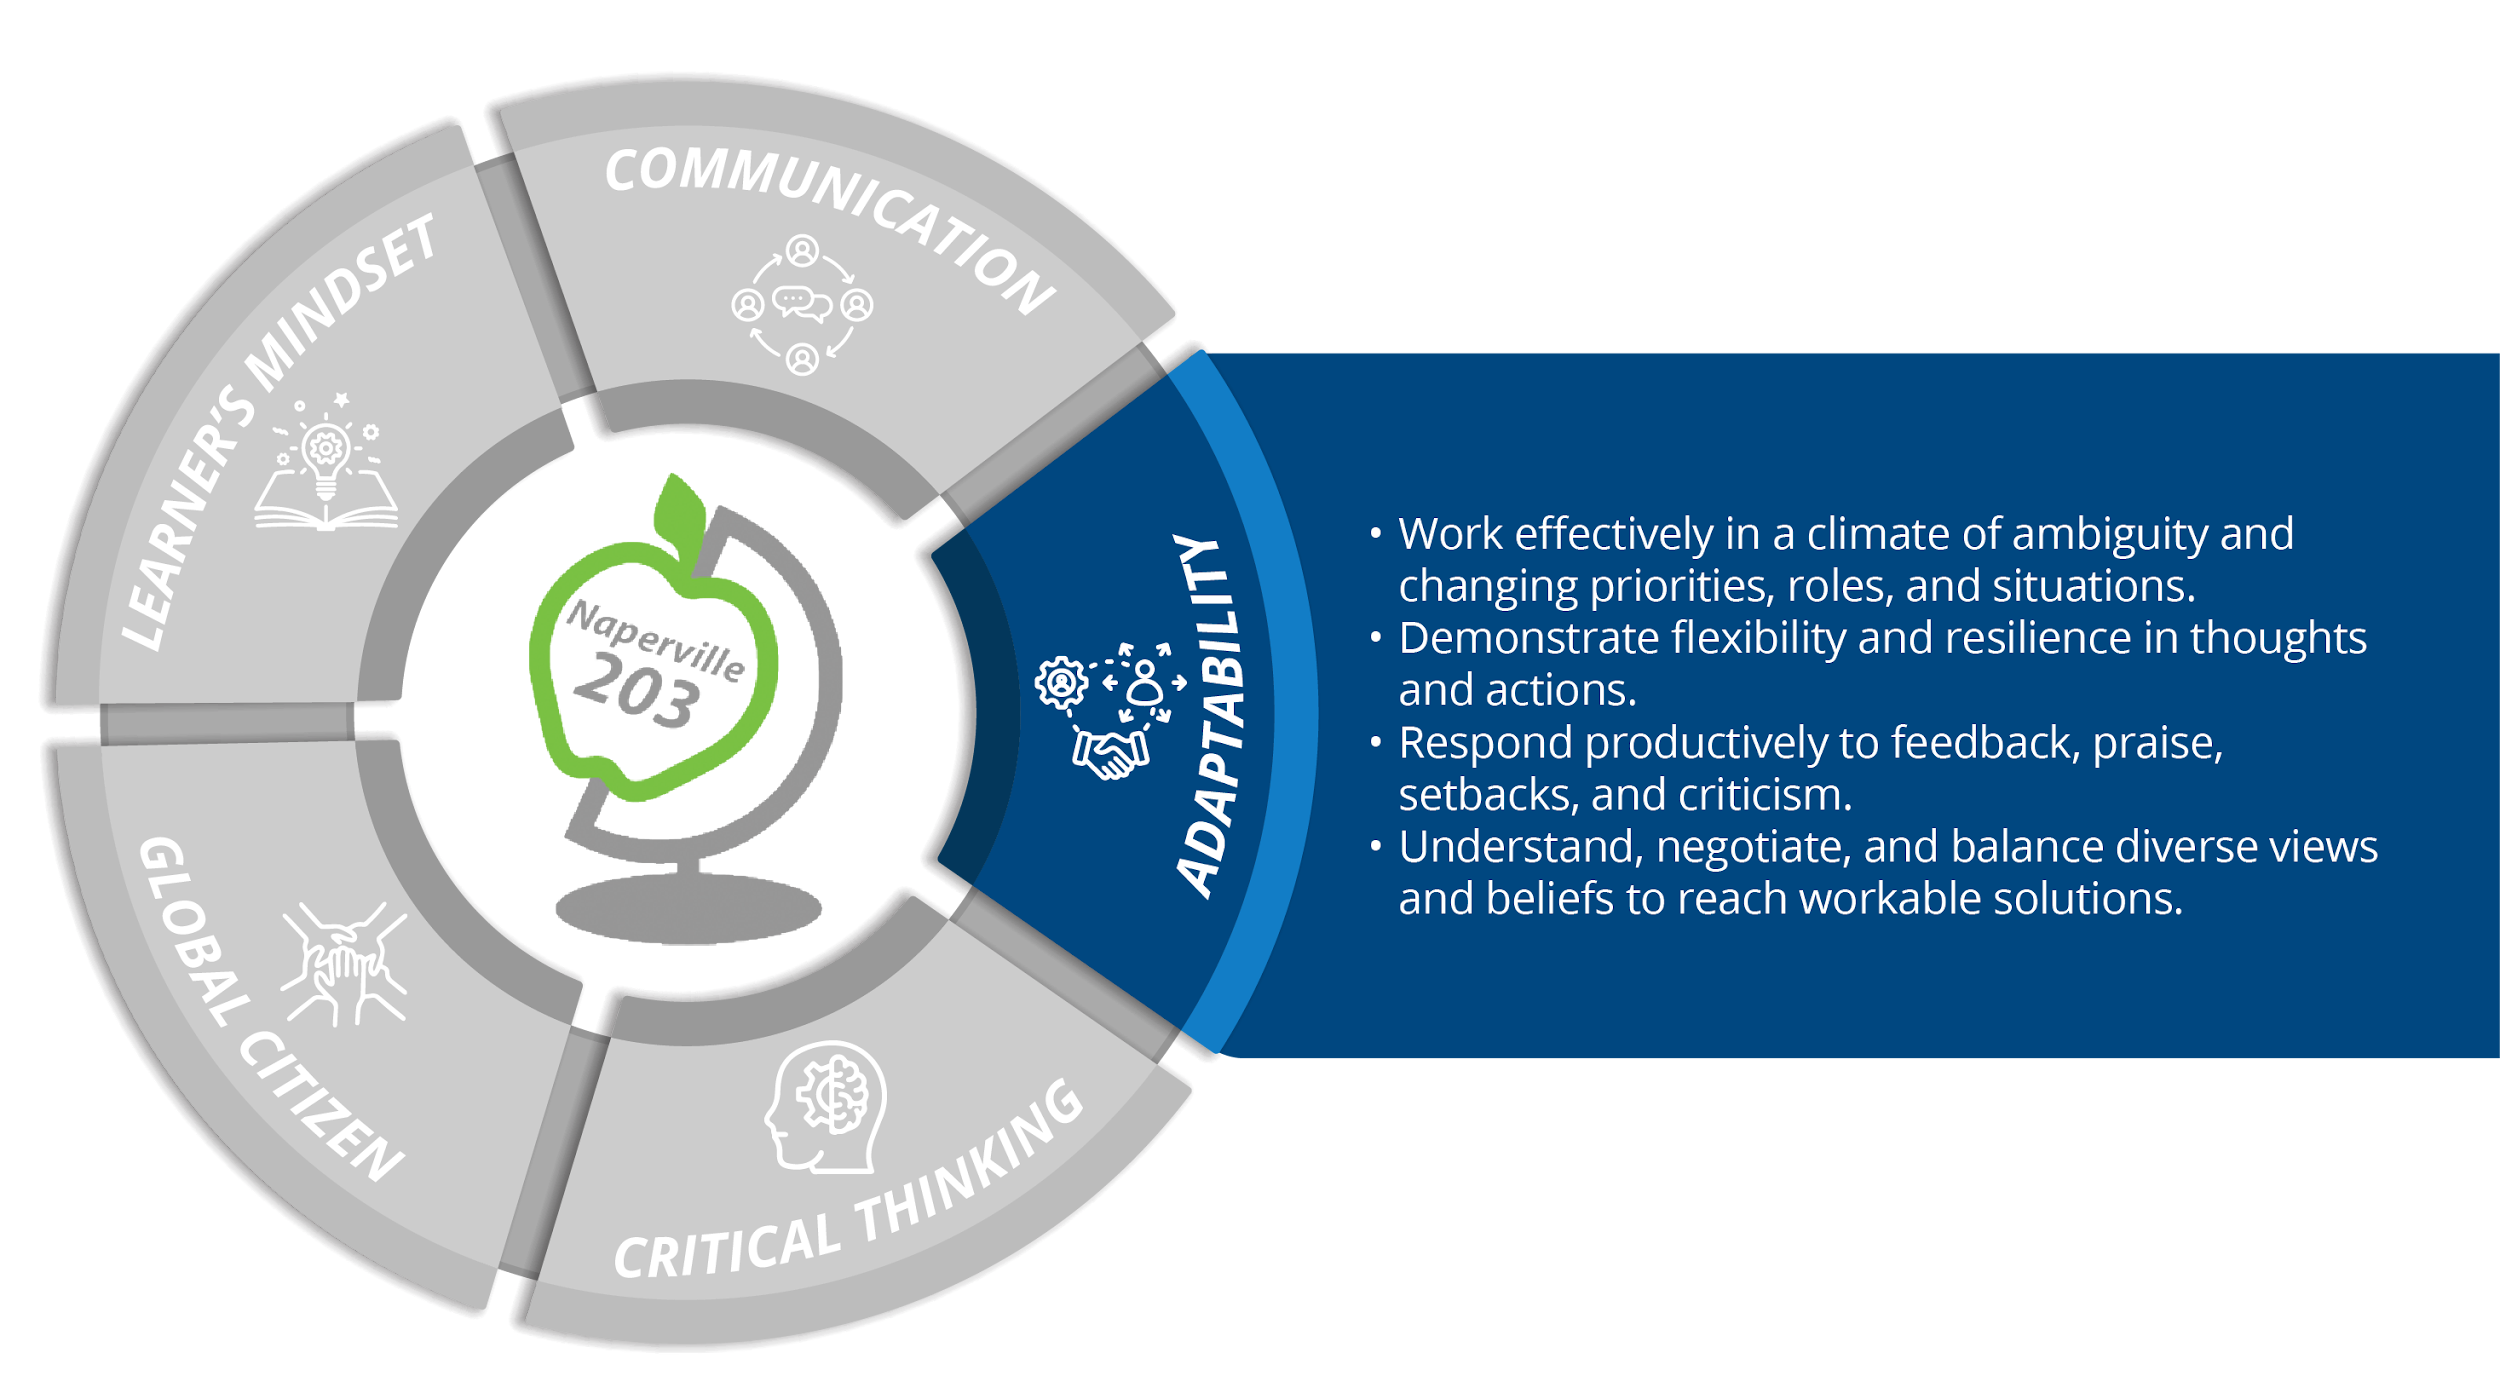 COMMUNICATION
LEARNER'S MINDSET
Naperville
203
ADAPTABILITY
• Work effectively in a climate of ambiguity and
changing priorities, roles, and situations.
• Demonstrate flexibility and resilience in thoughts
and actions.
• Respond productively to feedback, praise,
setbacks, and criticism.
• Understand, negotiate, and balance diverse views
and beliefs to reach workable solutions.
GLOBAL CITIZEN
CRITICAL THINKING